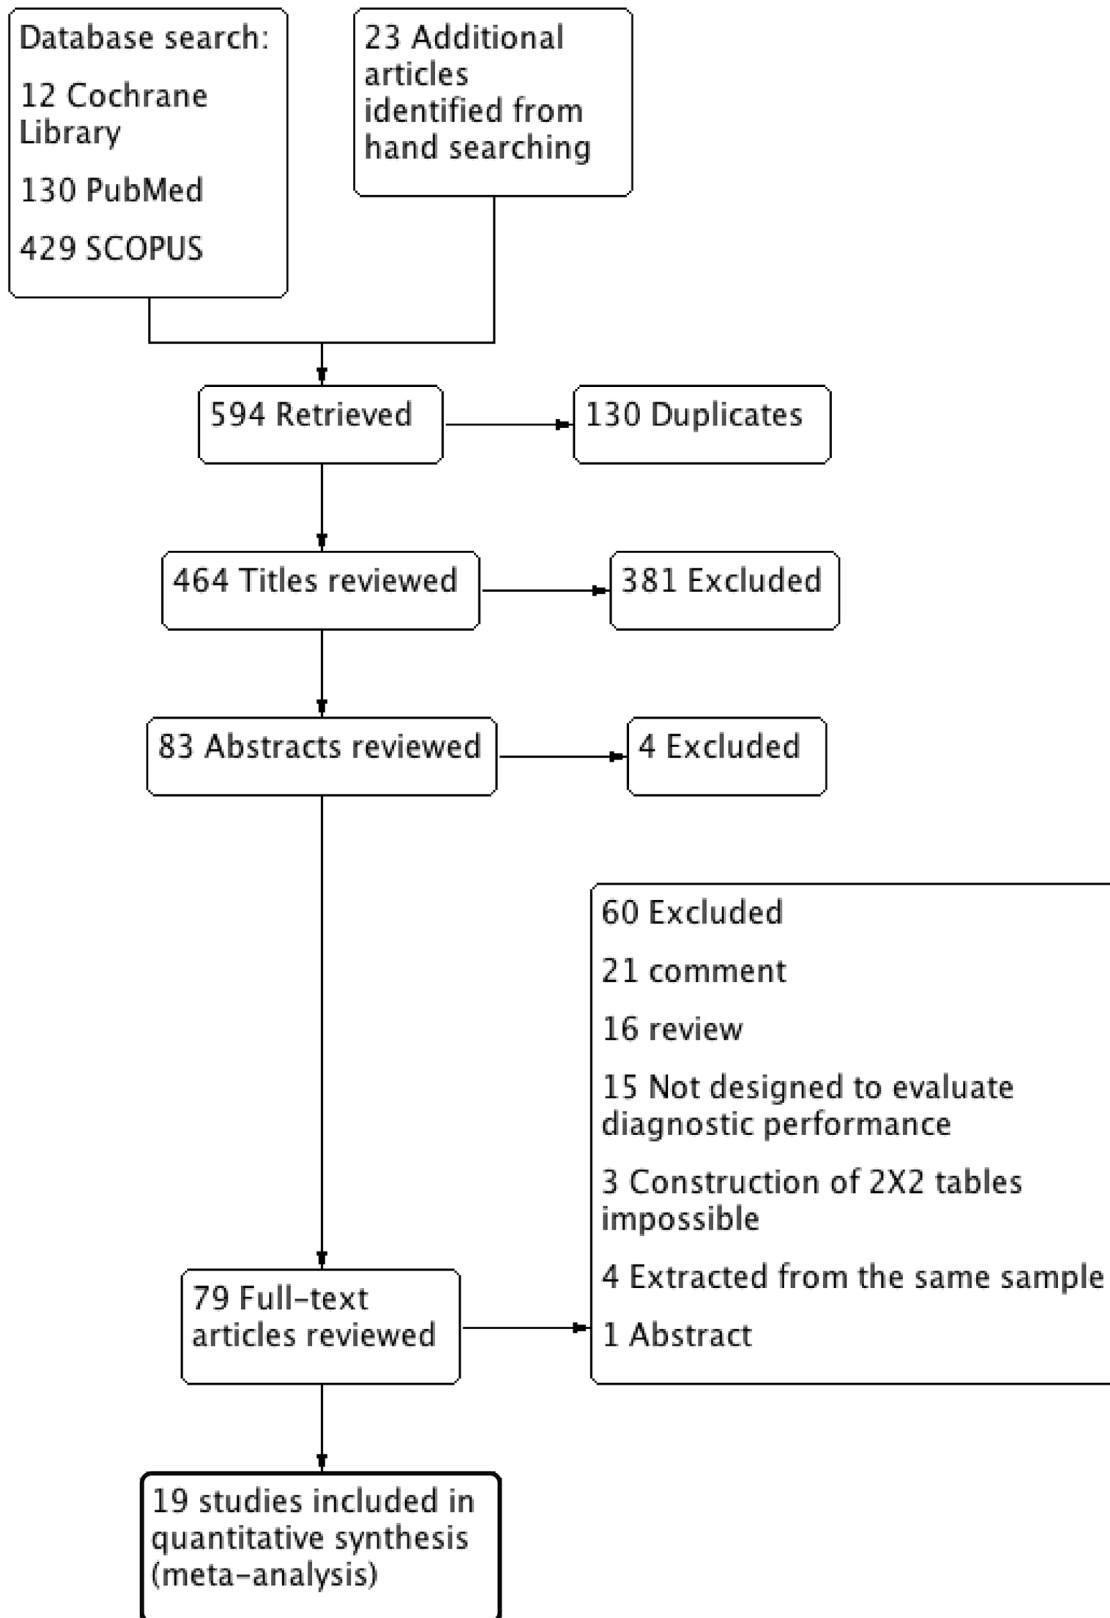 Database search:
12 Cochrane
Library
130 PubMed
429 SCOPUS
23 Additional
articles
identified from
hand searching
594 Retrieved
130 Duplicates
464 Titles reviewed
381 Excluded
83 Abstracts reviewed
4 Excluded
60 Excluded
21 comment
16 review
15 Not designed to evaluate
diagnostic performance
3 Construction of 2X2 tables
impossible
4 Extracted from the same sample
1 Abstract
79 Full-text
articles reviewed
19 studies included in
quantitative synthesis
(meta-analysis)